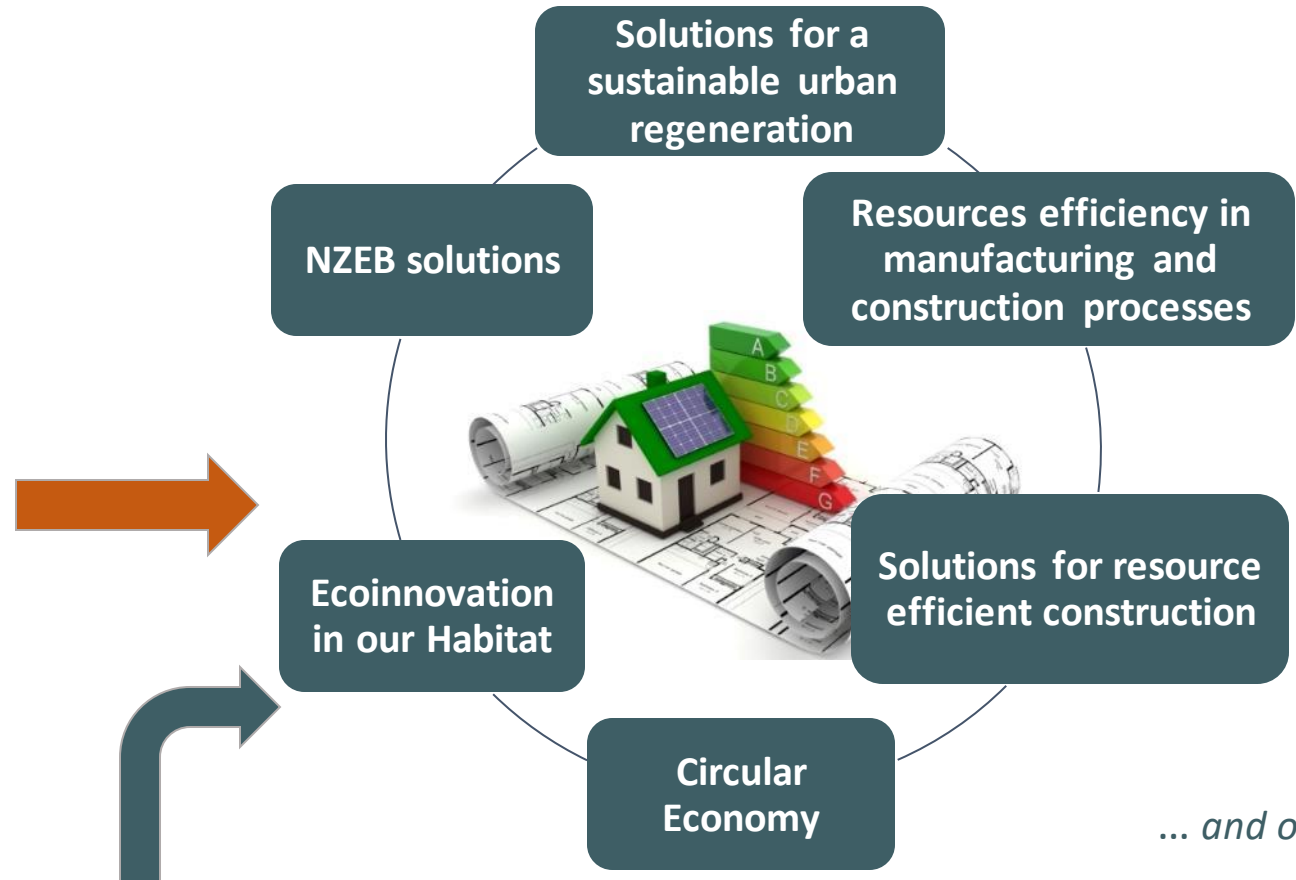 Solutions for a
sustainable urban
regeneration
NZEB solutions
Resources efficiency in
manufacturing and
construction processes
A
B
C
D
E
F
G
Ecoinnovation
in our Habitat
Solutions for resource
efficient construction
Circular
Economy
... and o